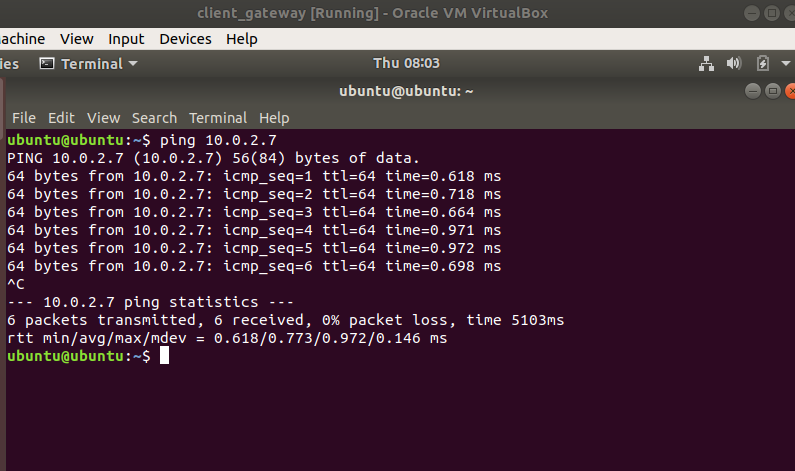 client_gateway [Running] - Oracle VM VirtualBox
achine View Input Devices Help
ies Terminal Thu 08:03
ubuntu@ubuntu: ~
File Edit View Search Terminal Help
ubuntu@ubuntu:~$ ping 10.0.2.7
PING 10.0.2.7 (10.0.2.7) 56(84) bytes of data.
64 bytes from 10.0.2.7: icmp_seq=1 ttl=64 time=0.618 ms
64 bytes from 10.0.2.7: icmp_seq=2 ttl=64 time=0.718 ms
64 bytes from 10.0.2.7: icmp_seq=3 ttl=64 time=0.664 ms
64 bytes from 10.0.2.7: icmp_seq=4 ttl=64 time=0.971 ms
64 bytes from 10.0.2.7: icmp_seq=5 ttl=64 time=0.972 ms
64 bytes from 10.0.2.7: icmp_seq=6 ttl=64 time=0.698 ms
^C
--- 10.0.2.7 ping statistics ---
6 packets transmitted, 6 received, 0% packet loss, time 5103ms
rtt min/avg/max/mdev = 0.618/0.773/0.972/0.146 ms
ubuntu@ubuntu:~$